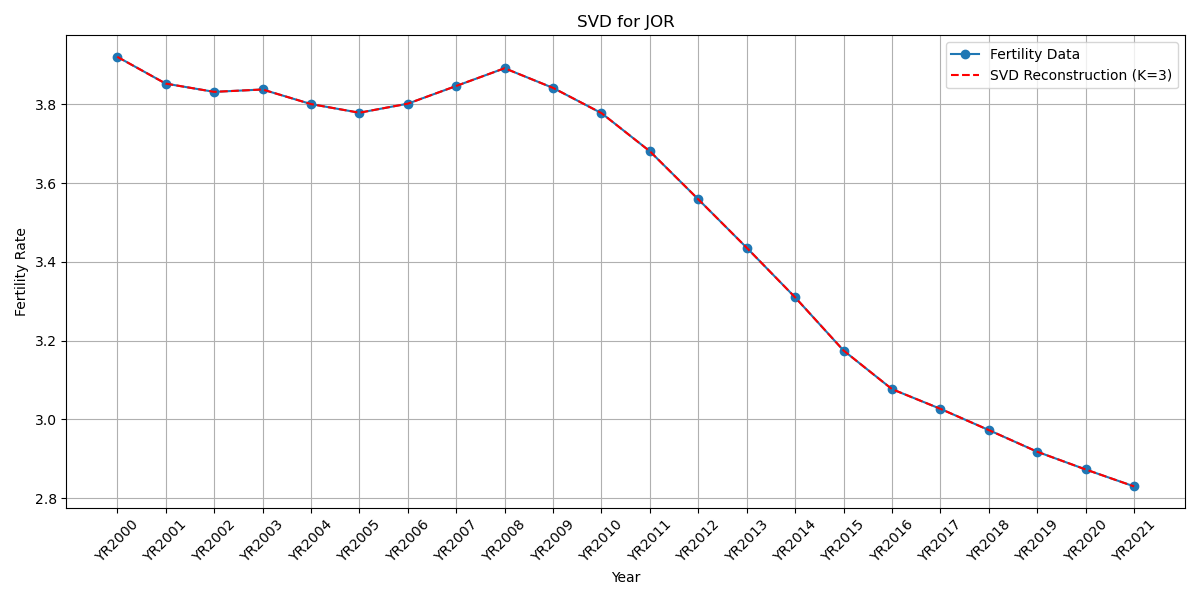 SVD for JOR
Fertility Data
SVD Reconstruction (K=3)
Fertility Rate
3.8
3.6
3.4
3.2
3.0
2.8
YR2000
YR2001
YR2002
YR2003
YR2004
YR2005
YR2006
YR2007
YR2008
YR2009
YR2010
YR2011
YR2012
YR2013
YR2014
YR2015
YR2016
YR2017
YR2018
YR2019
YR2020
YR2021
Year